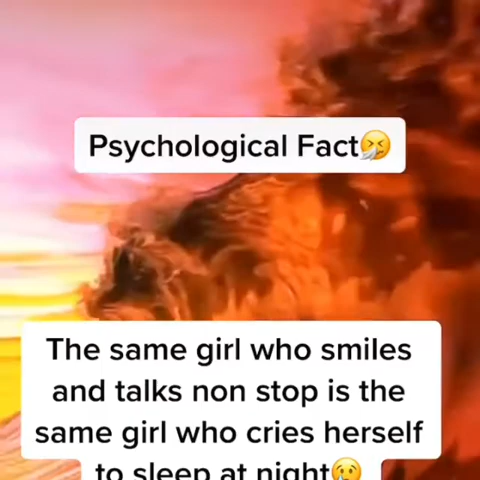 Psychological Fact🤧
The same girl who smiles
and talks non stop is the
same girl who cries herself
to sleep at night😢